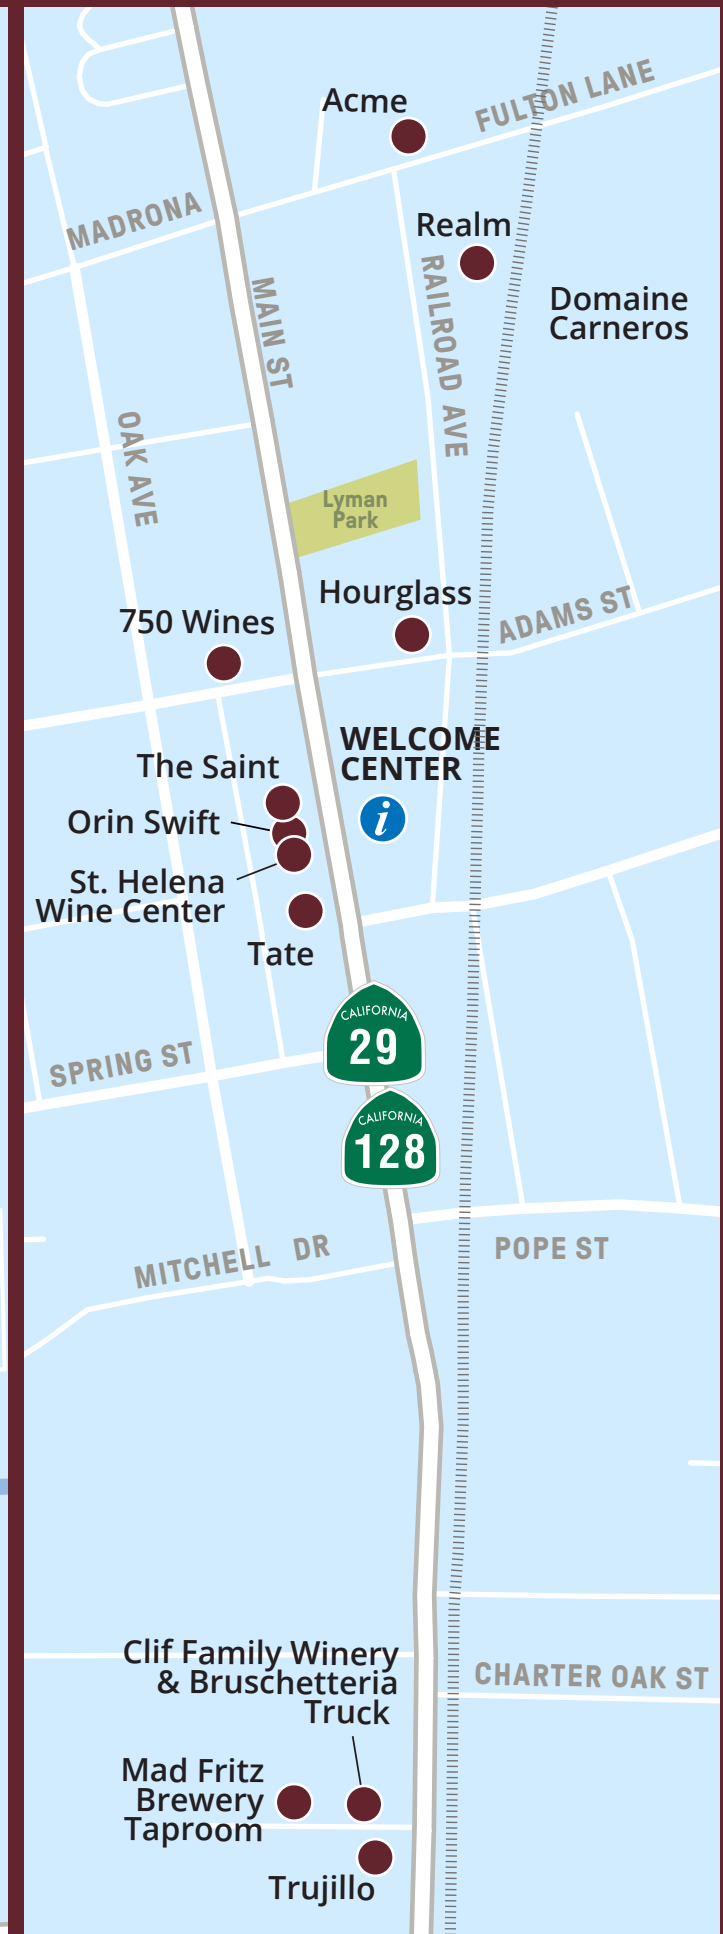 Acme
FULTON LANE
MADRONA
Realm
RAILROAD AVE
MAIN ST
Domaine
Carneros
OAK AVE
Lyman
Park
Hourglass
750 Wines
ADAMS ST
WELCOME
CENTER
The Saint
i
Orin Swift
St. Helena
Wine Center
Tate
CALIFORNIA
29
SPRING ST
CALIFORNIA
128
MITCHELL DR
POPE ST
Clif Family Winery
& Bruschetteria
Truck
CHARTER OAK ST
Mad Fritz
Brewery
Taproom
Trujillo